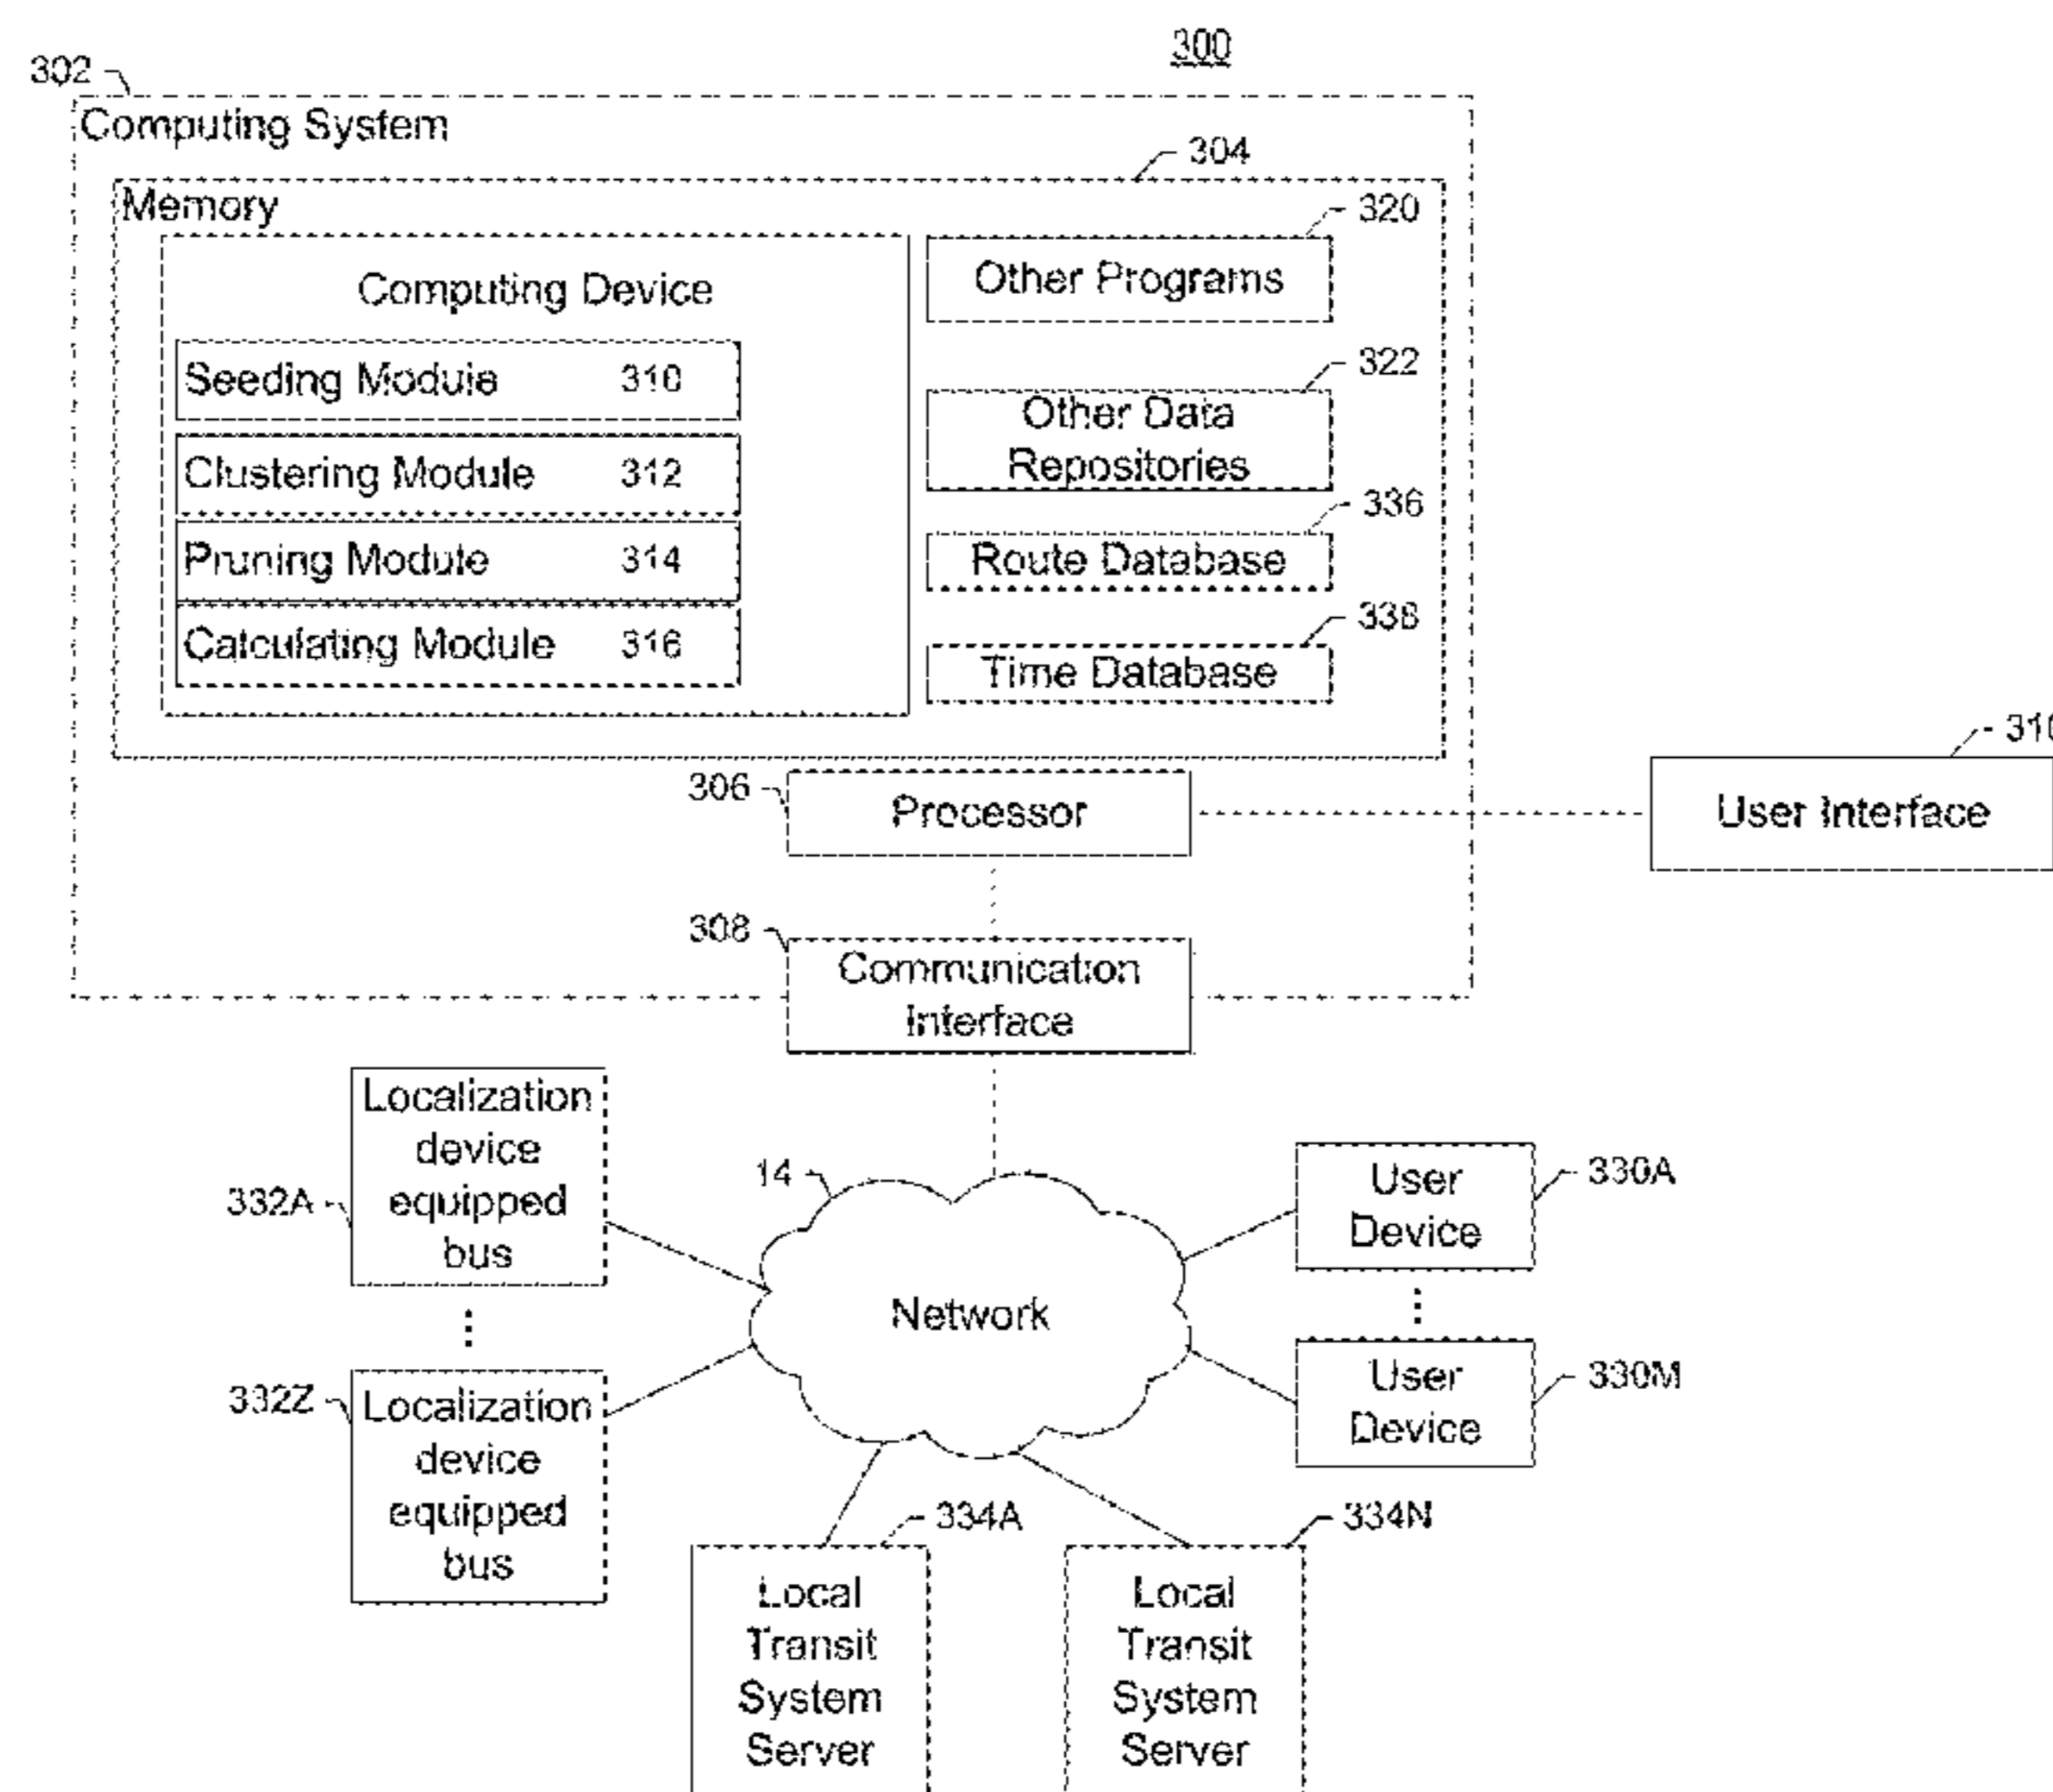 300
302
Computing System
304
Memory
320
Computing Device
Other Programs
Seeding Module 310
322
Other Data
Repositories
Clustering Module 312
336
Pruning Module 314
Route Database
338
Calculating Module 316
Time Database
310
306
Processor
User Interface
308
Communication
Interface
Localization
device
equipped
bus
332A
14
Network
User
Device
330A
User
Device
330M
332Z
Localization
device
equipped
bus
334A
334N
Local
Transit
System
Server
Local
Transit
System
Server